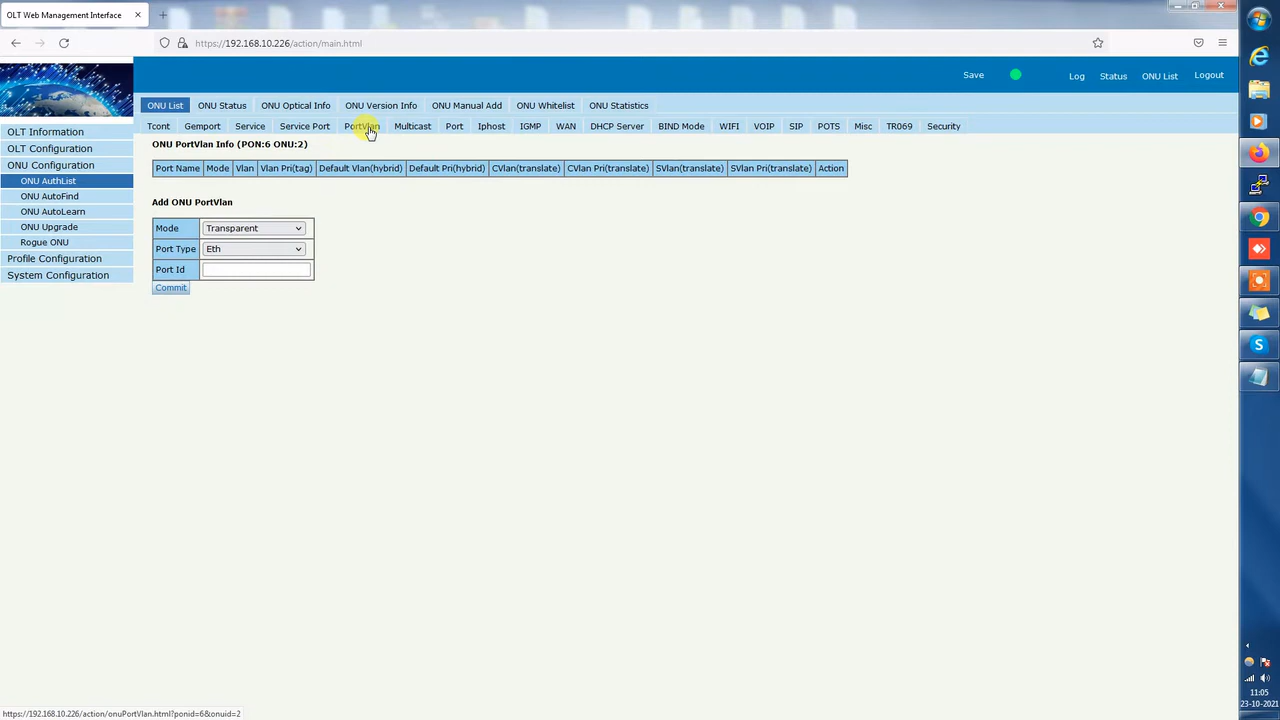 OLT Web Management Interface
https://192.168.10.226/action/main.html
Save Log Status ONU List Logout
ONU List ONU Status ONU Optical Info ONU Version Info ONU Manual Add ONU Whitelist ONU Statistics
Tcont Gemport Service Service Port PortVlan Multicast Port Iphost IGMP WAN DHCP Server BIND Mode WIFI VOIP SIP POTS Misc TR069 Security
OLT Information
OLT Configuration
ONU Configuration
ONU AuthList
ONU AutoFind
ONU AutoLearn
ONU Upgrade
Rogue ONU
Profile Configuration
System Configuration
ONU PortVlan Info (PON:6 ONU:2)
Port Name Mode Vlan Vlan Pri(tag) Default Vlan(hybrid) Default Pri(hybrid) CVlan(translate) CVlan Pri(translate) SVlan(translate) SVlan Pri(translate) Action
Add ONU PortVlan
Mode Transparent
Port Type Eth
Port Id
Commit
https://192.168.10.226/action/onuPortVlan.html?ponid=6&onuid=2
11:05
23-10-2021